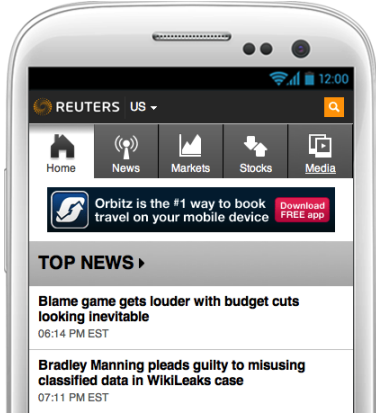 12:00
REUTERS US
Home News Markets Stocks Media
Orbitz is the #1 way to book
travel on your mobile device
Download
FREE app
TOP NEWS
Blame game gets louder with budget cuts
looking inevitable
06:14 PM EST
Bradley Manning pleads guilty to misusing
classified data in WikiLeaks case
07:11 PM EST